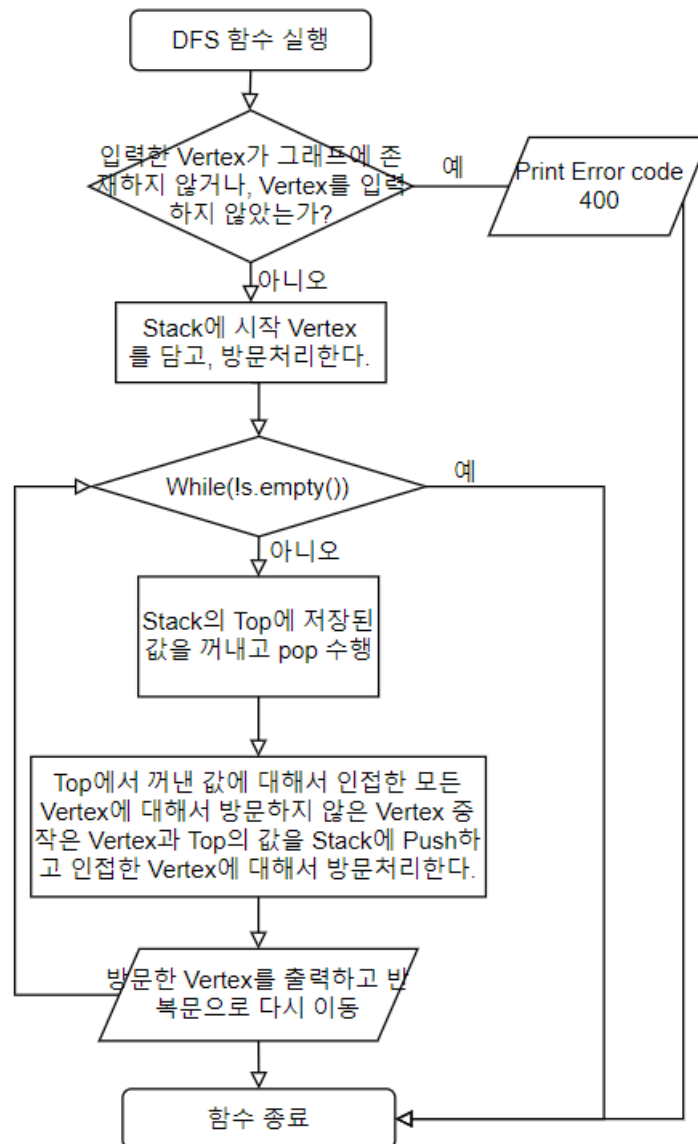 DFS 함수 실행
입력한 Vertex가 그래프에 존
재하지 않거나, Vertex를 입력
하지 않았는가?
예
Print Error code
400
아니오
Stack에 시작 Vertex
를 담고, 방문처리한다.
While(!s.empty())
예
아니오
Stack의 Top에 저장된
값을 꺼내고 pop 수행
Top에서 꺼낸 값에 대해서 인접한 모든
Vertex에 대해서 방문하지 않은 Vertex 중
작은 Vertex과 Top의 값을 Stack에 Push하
고 인접한 Vertex에 대해서 방문처리한다.
방문한 Vertex를 출력하고 반
복문으로 다시 이동
함수 종료